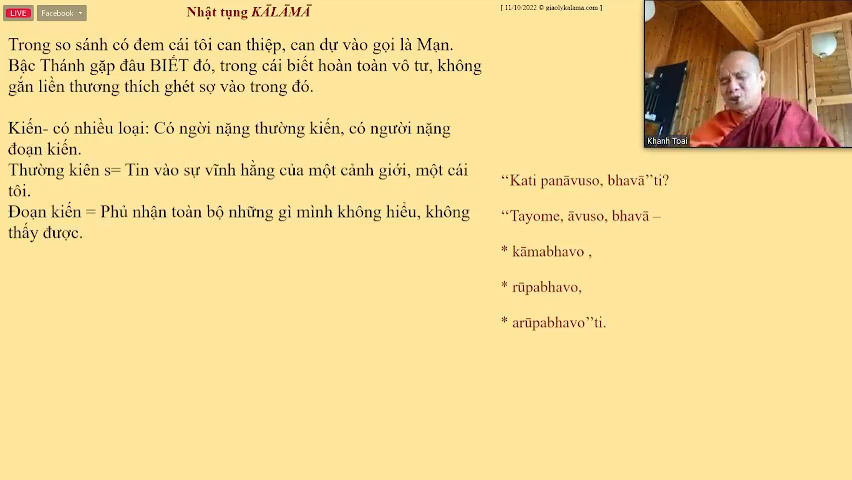 LIVE
Facebook
Nhật tụng KĀLĀMĀ
[ 11/10/2022 © giaolykalama.com ]
Trong so sánh có đem cái tôi can thiệp, can dự vào gọi là Mạn.
Bậc Thánh gặp đâu BIẾT đó, trong cái biết hoàn toàn vô tư, không
gắn liền thương thích ghét sợ vào trong đó.
Kiến- có nhiều loại: Có ngời nặng thường kiến, có người nặng
đoạn kiến.
Thường kiên s= Tin vào sự vĩnh hằng của một cảnh giới, một cái
tôi.
Đoạn kiến = Phủ nhận toàn bộ những gì mình không hiểu, không
thấy được.
Khanh Toai
“Kati panāvuso, bhavā”ti?
“Tayome, āvuso, bhavā –
* kāmabhavo ,
* rūpabhavo,
* arūpabhavo”ti.